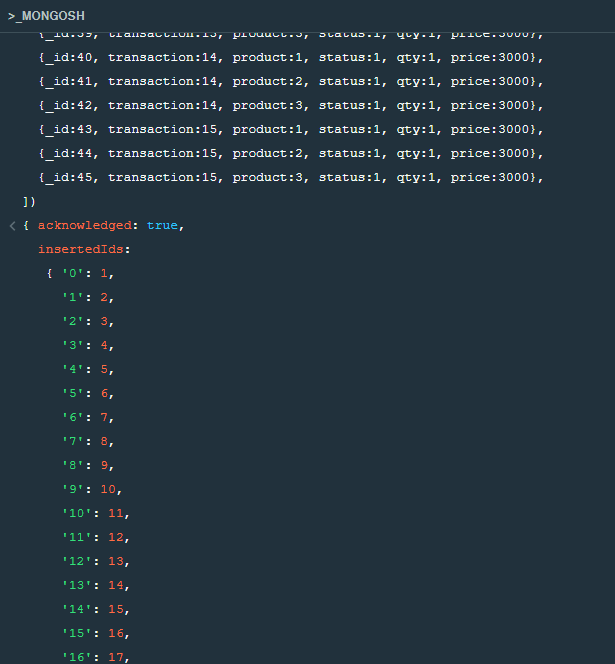 >_MONGOSH
{_id:39, transaction:13, product:3, status:1, qty:1, price:3000},
{_id:40, transaction:14, product:1, status:1, qty:1, price:3000},
{_id:41, transaction:14, product:2, status:1, qty:1, price:3000},
{_id:42, transaction:14, product:3, status:1, qty:1, price:3000},
{_id:43, transaction:15, product:1, status:1, qty:1, price:3000},
{_id:44, transaction:15, product:2, status:1, qty:1, price:3000},
{_id:45, transaction:15, product:3, status:1, qty:1, price:3000},
])
< { acknowledged: true,
insertedIds:
{ '0': 1,
'1': 2,
'2': 3,
'3': 4,
'4': 5,
'5': 6,
'6': 7,
'7': 8,
'8': 9,
'9': 10,
'10': 11,
'11': 12,
'12': 13,
'13': 14,
'14': 15,
'15': 16,
'16': 17,